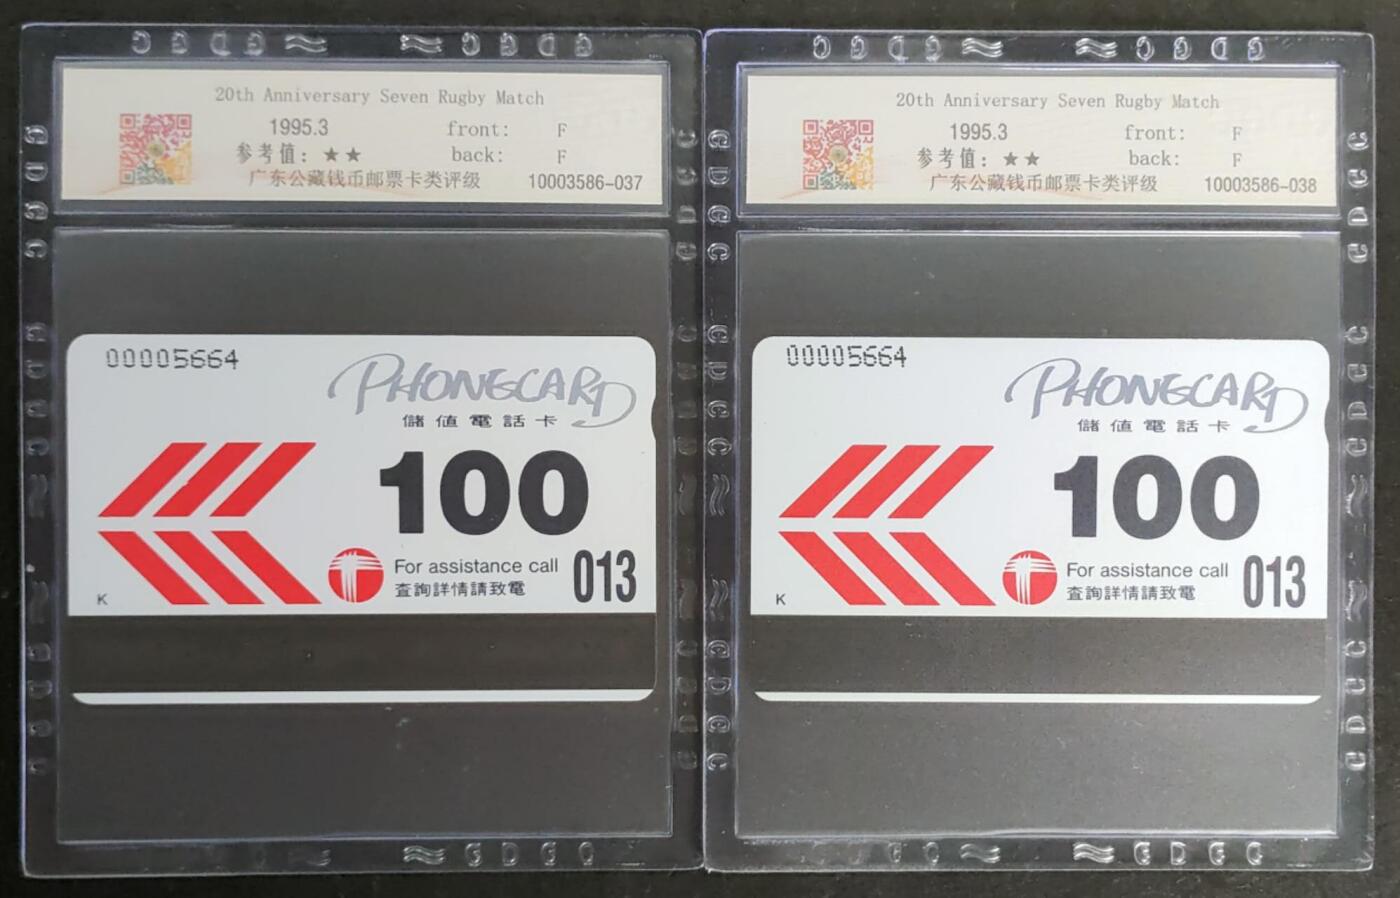 20th Anniversary Seven Rugby Match
1995.3 front: F
参考值：★★ back: F
广东公藏钱币邮票卡类评级 10003586-037
00005664
PHONECARD
儲值電話卡
100
For assistance call 013
查詢詳情請致電
K
20th Anniversary Seven Rugby Match
1995.3 front: F
参考值：★★ back: F
广东公藏钱币邮票卡类评级 10003586-038
00005664
PHONECARD
儲值電話卡
100
For assistance call 013
查詢詳情請致電
K